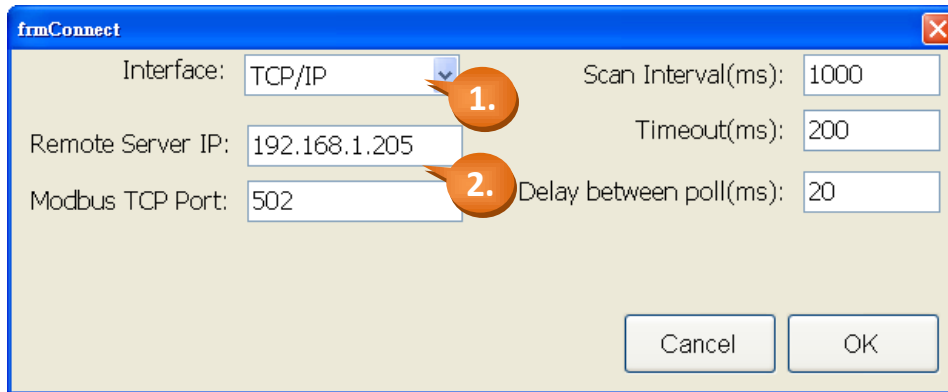 frmConnect
Interface: TCP/IP
1.
Scan Interval(ms): 1000
Remote Server IP: 192.168.1.205
Timeout(ms): 200
2.
Modbus TCP Port: 502
Delay between poll(ms): 20
Cancel OK